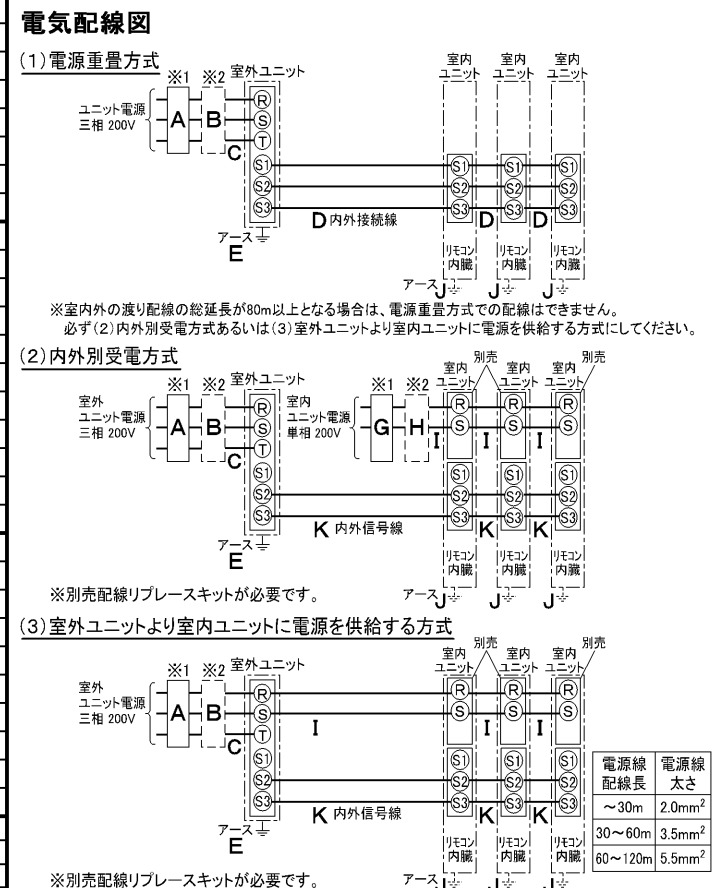 電気配線図
(1)電源重畳方式
※1 ※2 室外ユニット
室内 室内 室内
ユニット ユニット ユニット
ユニット電源
三相 200V
A B C
R
S
T
S1 S1 S1 S1
S2 S2 S2 S2
S3 S3 S3 S3
D 内外接続線 D D
アース
E
リモコン リモコン リモコン
内臓 内臓 内臓
アース J J J
※室内外の渡り配線の総延長が80m以上となる場合は、電源重畳方式での配線はできません。
必ず(2)内外別受電方式あるいは(3)室外ユニットより室内ユニットに電源を供給する方式にしてください。
(2)内外別受電方式
※1 ※2 室外ユニット ※1 ※2
別売 別売
室内 室内 室内
ユニット ユニット ユニット
室外
ユニット電源
三相 200V
室内
ユニット電源
単相 200V
A B C G H I I I
R R R R
S S S S
T
S1 S1 S1 S1
S2 S2 S2 S2
S3 S3 S3 S3
K 内外信号線 K K
アース
E
リモコン リモコン リモコン
内臓 内臓 内臓
※別売配線リプレースキットが必要です。
アース J J J
(3)室外ユニットより室内ユニットに電源を供給する方式
※1 ※2 室外ユニット
別売 別売
室内 室内 室内
ユニット ユニット ユニット
室外
ユニット電源
三相 200V
A B C I I I
R R R R
S S S S
T
S1 S1 S1 S1
S2 S2 S2 S2
S3 S3 S3 S3
K 内外信号線 K K
アース
E
リモコン リモコン リモコン
内臓 内臓 内臓
電源線 電源線
配線長 太さ
～30m 2.0mm²
30～60m 3.5mm²
60～120m 5.5mm²
※別売配線リプレースキットが必要です。
アース J J J